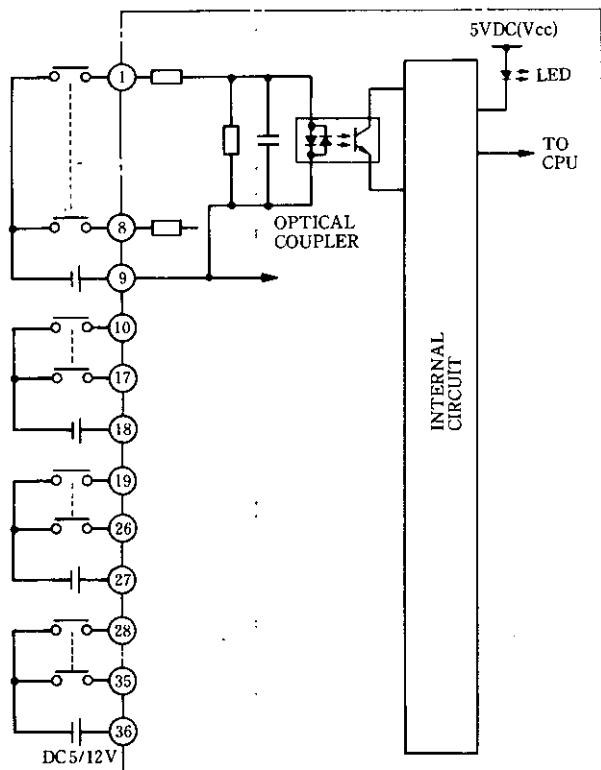 5VDC(Vcc)
1
LED
TO
CPU
8
OPTICAL
COUPLER
9
10
17
INTERNAL
CIRCUIT
18
19
26
27
28
35
36
DC5/12V